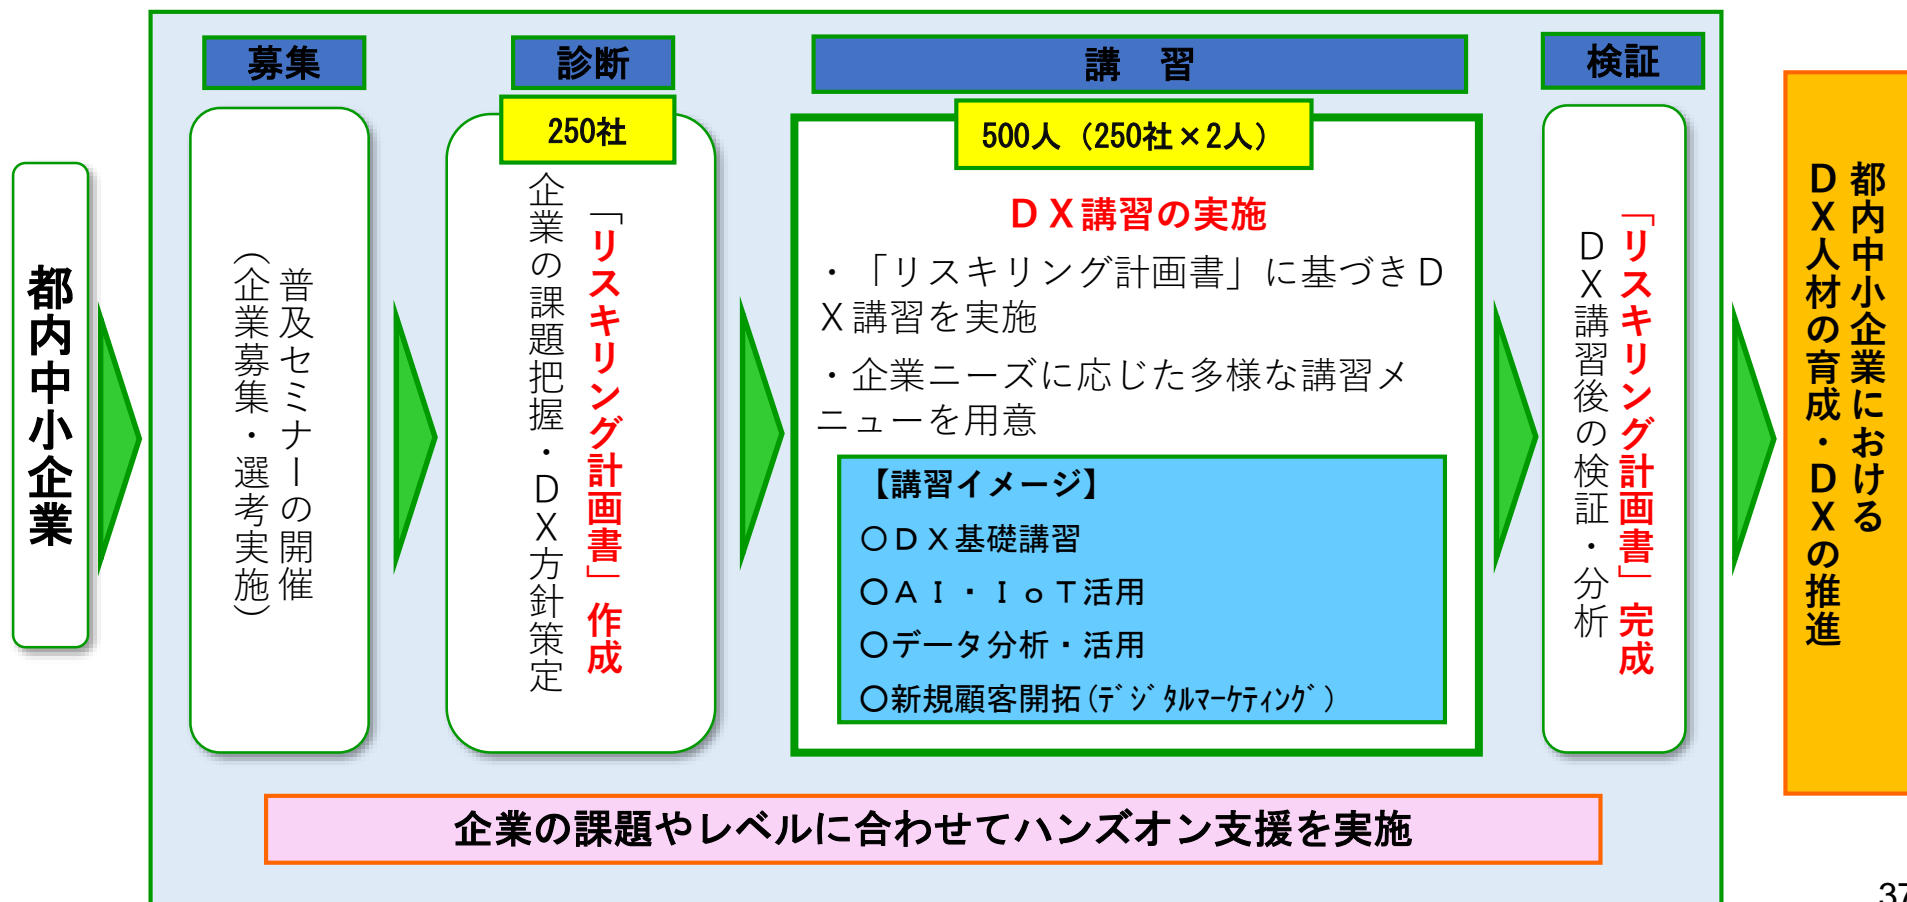 都内中小企業
募集
普及セミナーの開催
（企業募集・選考実施）
診断
250社
「リスキリング計画書」作成
企業の課題把握・ＤＸ方針策定
講　習
500人（250社×2人）
ＤＸ講習の実施
・「リスキリング計画書」に基づきＤ
Ｘ講習を実施
・企業ニーズに応じた多様な講習メ
ニューを用意
【講習イメージ】
〇ＤＸ基礎講習
〇ＡＩ・ＩｏＴ活用
〇データ分析・活用
〇新規顧客開拓(ﾃﾞｼﾞﾀﾙﾏｰｹﾃｨﾝｸﾞ)
検証
「リスキリング計画書」完成
ＤＸ講習後の検証・分析
都内中小企業における
ＤＸ人材の育成・ＤＸの推進
企業の課題やレベルに合わせてハンズオン支援を実施
37